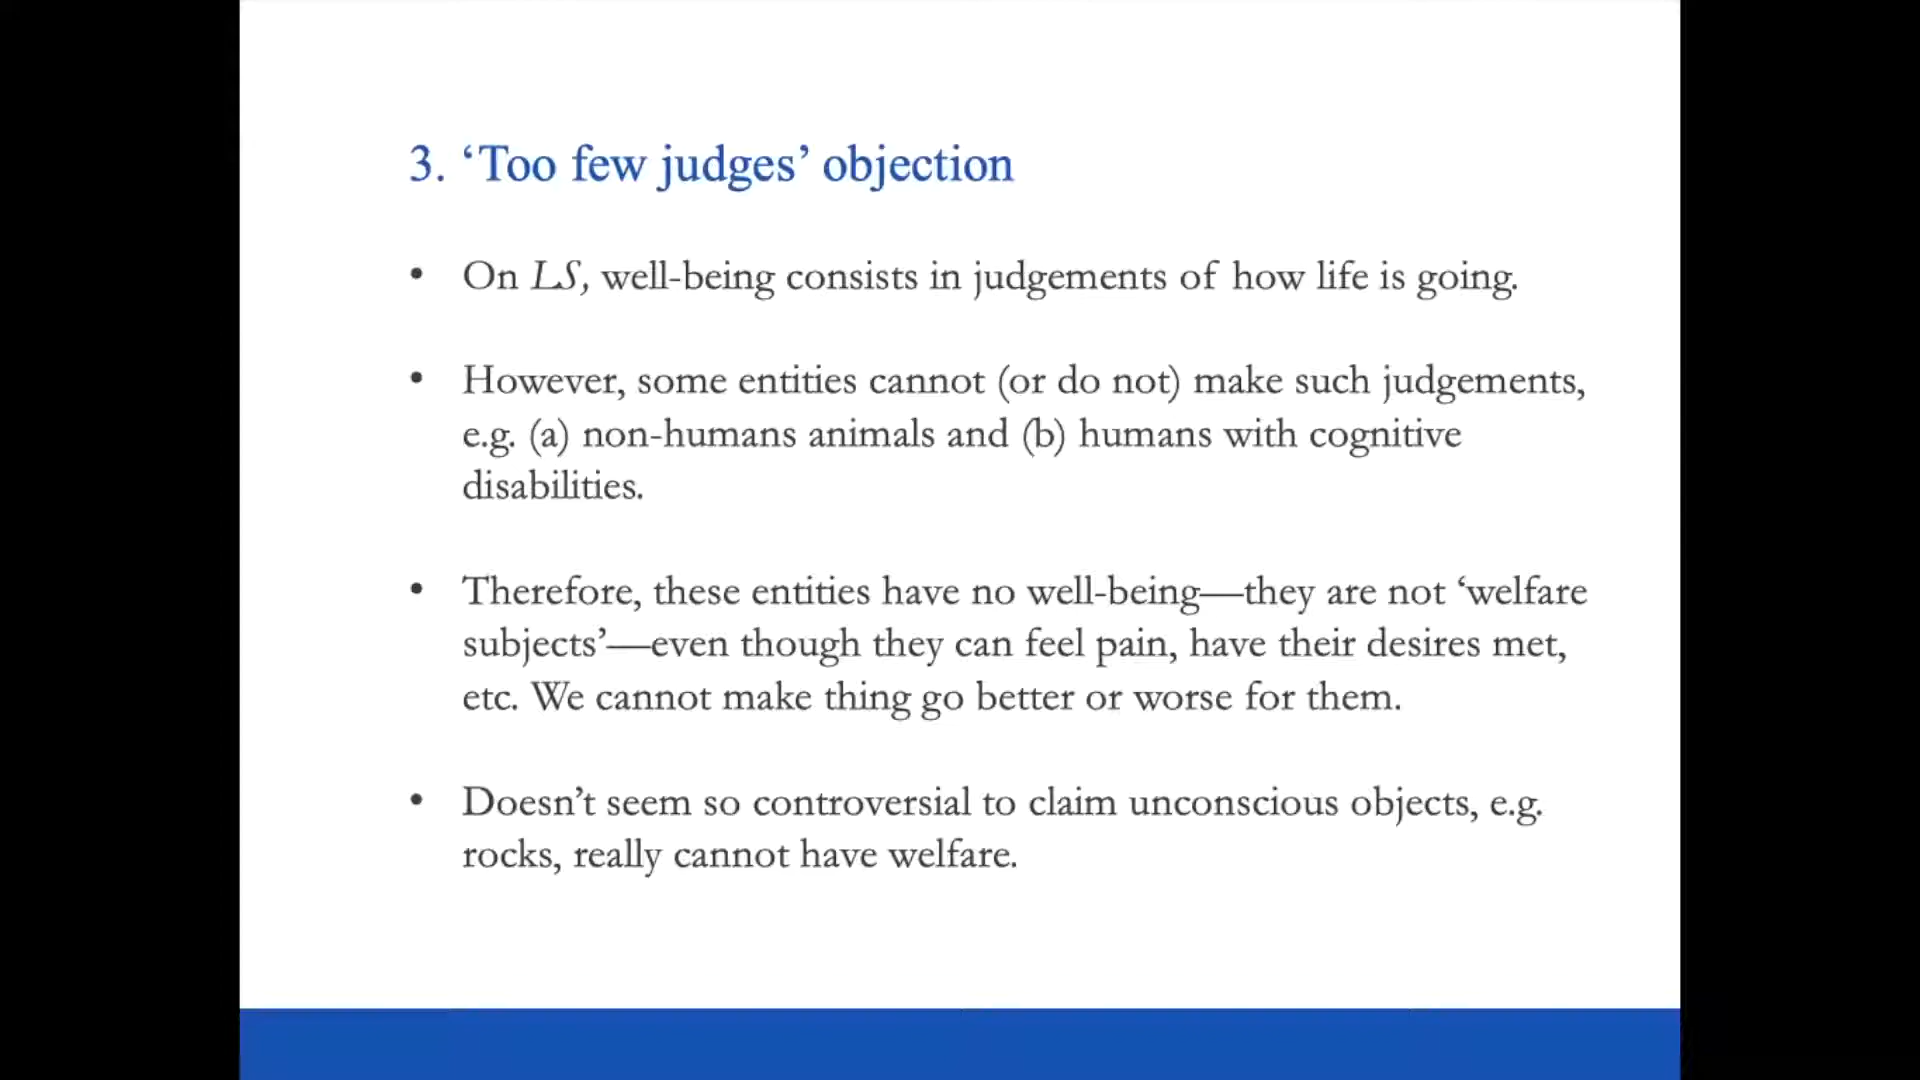 3. ‘Too few judges’ objection
• On LS, well-being consists in judgements of how life is going.
• However, some entities cannot (or do not) make such judgements,
e.g. (a) non-humans animals and (b) humans with cognitive
disabilities.
• Therefore, these entities have no well-being—they are not ‘welfare
subjects’—even though they can feel pain, have their desires met,
etc. We cannot make thing go better or worse for them.
• Doesn’t seem so controversial to claim unconscious objects, e.g.
rocks, really cannot have welfare.